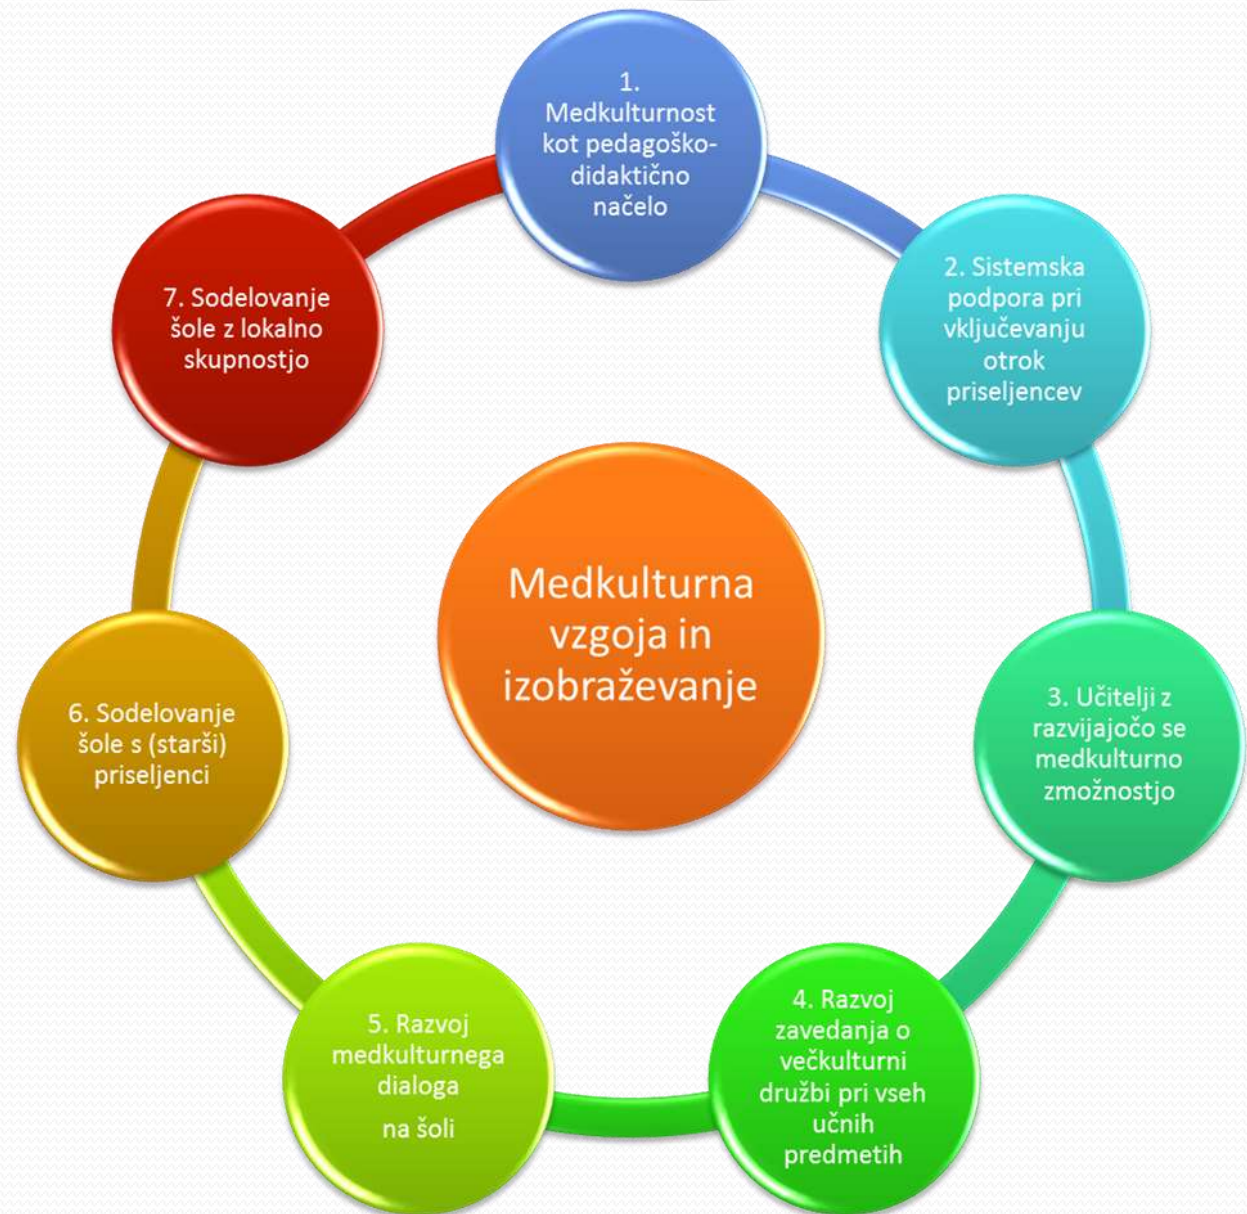 1.
Medkulturnost
kot pedagoško-
didaktično
načelo
2. Sistemska
podpora pri
vključevanju
otrok
priseljencev
3. Učitelji z
razvijajočo se
medkulturno
zmožnostjo
4. Razvoj
zavedanja o
večkulturni
družbi pri vseh
učnih
predmetih
5. Razvoj
medkulturnega
dialoga
na šoli
6. Sodelovanje
šole s (starši)
priseljenci
7. Sodelovanje
šole z lokalno
skupnostjo
Medkulturna
vzgoja in
izobraževanje